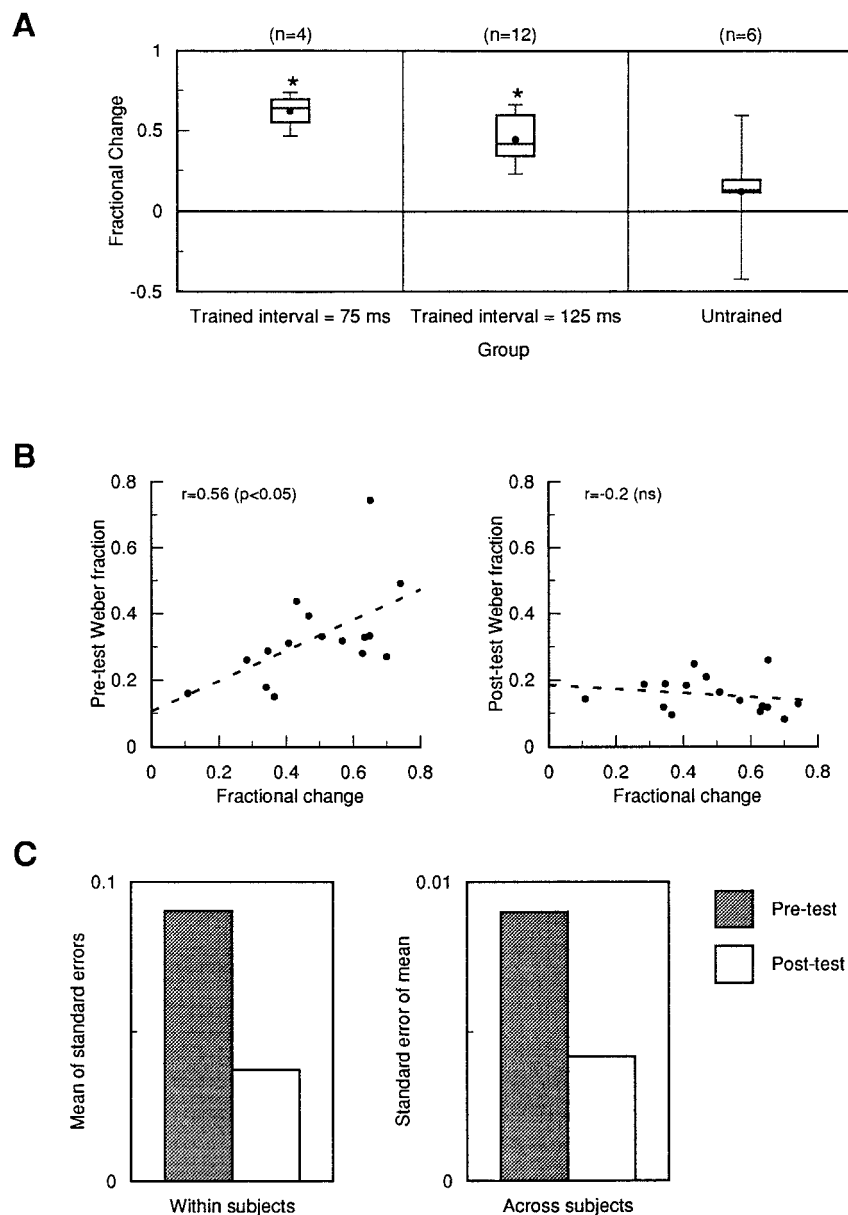 A
(n=4) (n=12) (n=6)
1
*
*
0.5
0
-0.5
Fractional Change
Trained interval = 75 ms Trained interval = 125 ms Untrained
Group
B
0.8
r=0.56 (p<0.05)
0.6
0.4
0.2
0
Pre-test Weber fraction
0 0.2 0.4 0.6 0.8
Fractional change
0.8
r=-0.2 (ns)
0.6
0.4
0.2
0
Post-test Weber fraction
0 0.2 0.4 0.6 0.8
Fractional change
C
0.1
0
Mean of standard errors
Within subjects
0.01
0
Standard error of mean
Across subjects
Pre-test
Post-test